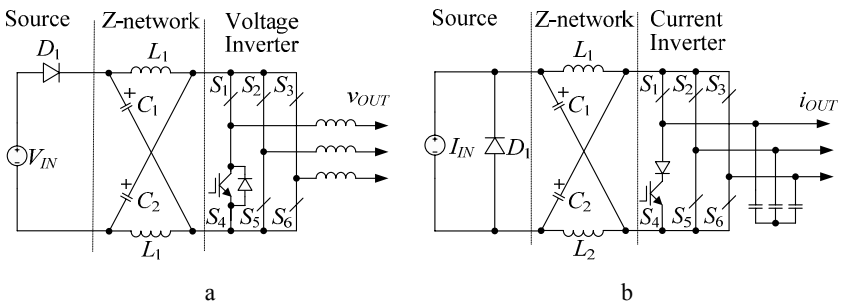 Source
Z-network
Voltage
Inverter
D1
L1
S1
S2
S3
vOUT
+
C1
VIN
+
C2
S4
S5
S6
L1
a
Source
Z-network
Current
Inverter
L1
S1
S2
S3
iOUT
+
C1
IIN
D1
+
C2
S4
S5
S6
L2
b